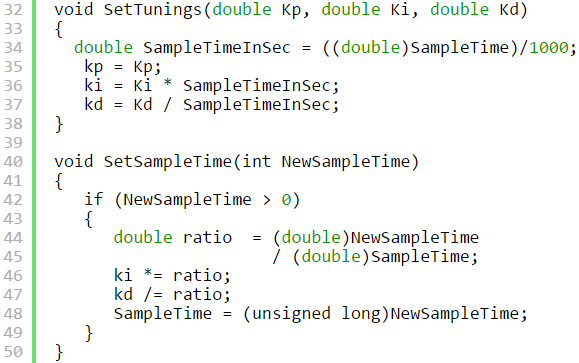 32 void SetTunings(double Kp, double Ki, double Kd)
33 {
34   double SampleTimeInSec = ((double)SampleTime)/1000;
35    kp = Kp;
36    ki = Ki * SampleTimeInSec;
37    kd = Kd / SampleTimeInSec;
38 }
39
40 void SetSampleTime(int NewSampleTime)
41 {
42    if (NewSampleTime > 0)
43    {
44       double ratio  = (double)NewSampleTime
45                       / (double)SampleTime;
46       ki *= ratio;
47       kd /= ratio;
48       SampleTime = (unsigned long)NewSampleTime;
49    }
50 }